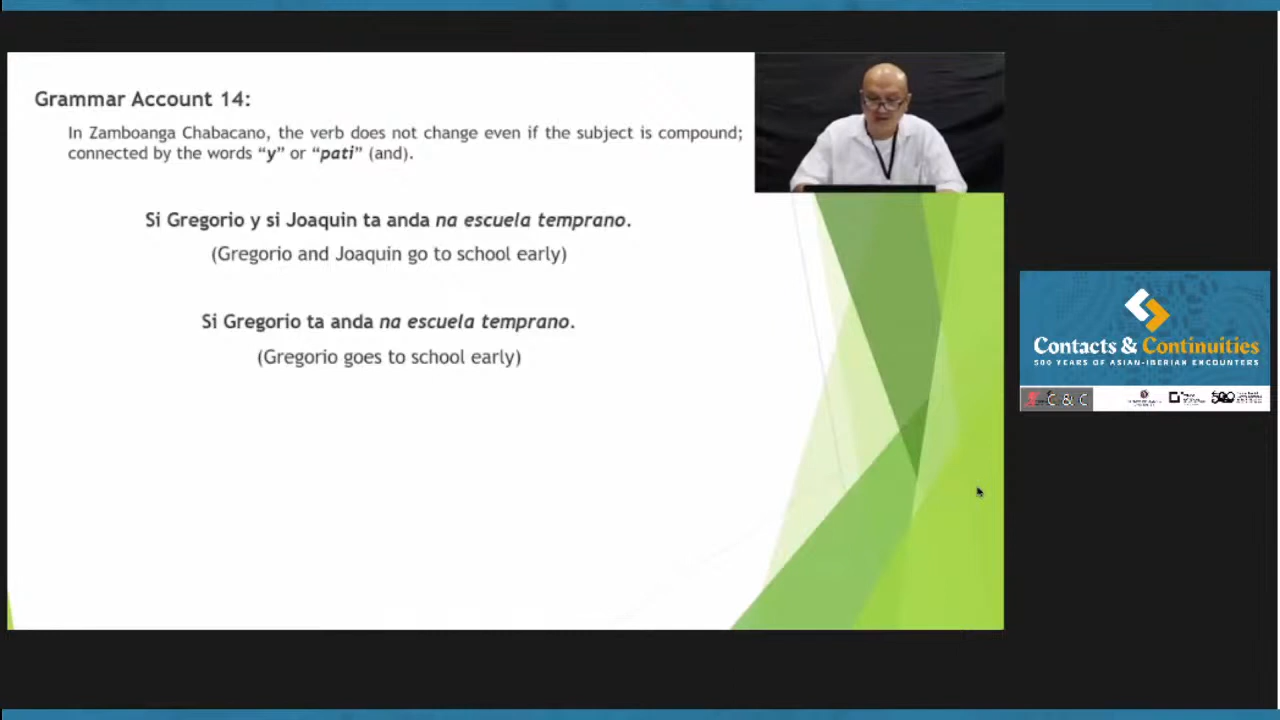 Grammar Account 14:
In Zamboanga Chabacano, the verb does not change even if the subject is compound;
connected by the words “y” or “pati” (and).
Si Gregorio y si Joaquin ta anda na escuela temprano.
(Gregorio and Joaquin go to school early)
Si Gregorio ta anda na escuela temprano.
(Gregorio goes to school early)
Contacts & Continuities
500 YEARS OF ASIAN-IBERIAN ENCOUNTERS
C & C